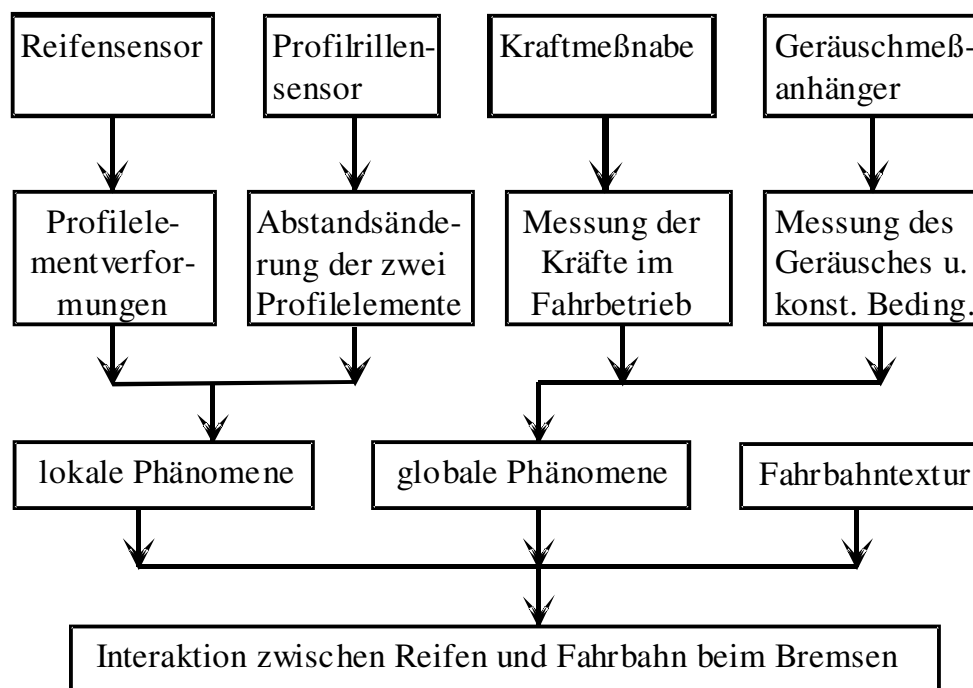 Reifensensor
Profilrillen-
sensor
Kraftmeßnabe
Geräuschmeß-
anhänger
Profilele-
mentverfor-
mungen
Abstandsände-
rung der zwei
Profilelemente
Messung der
Kräfte im
Fahrbetrieb
Messung des
Geräusches u.
konst. Beding.
lokale Phänomene
globale Phänomene
Fahrbahntextur
Interaktion zwischen Reifen und Fahrbahn beim Bremsen